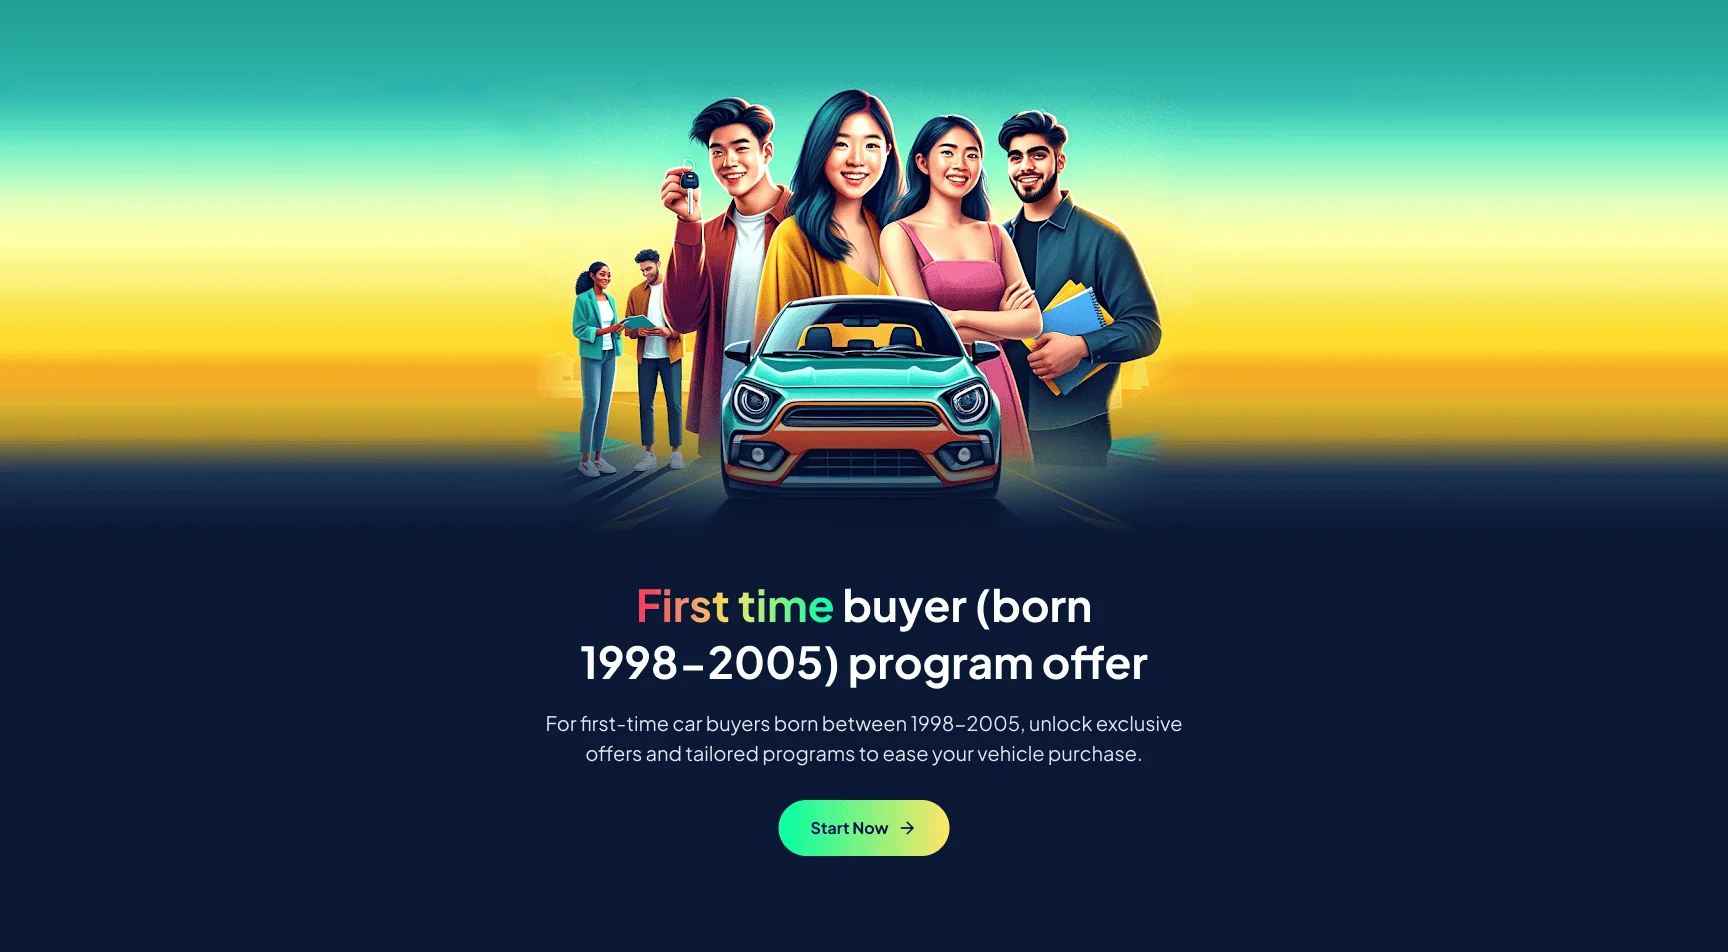 First time buyer (born
1998–2005) program offer
For first-time car buyers born between 1998–2005, unlock exclusive
offers and tailored programs to ease your vehicle purchase.
Start Now →